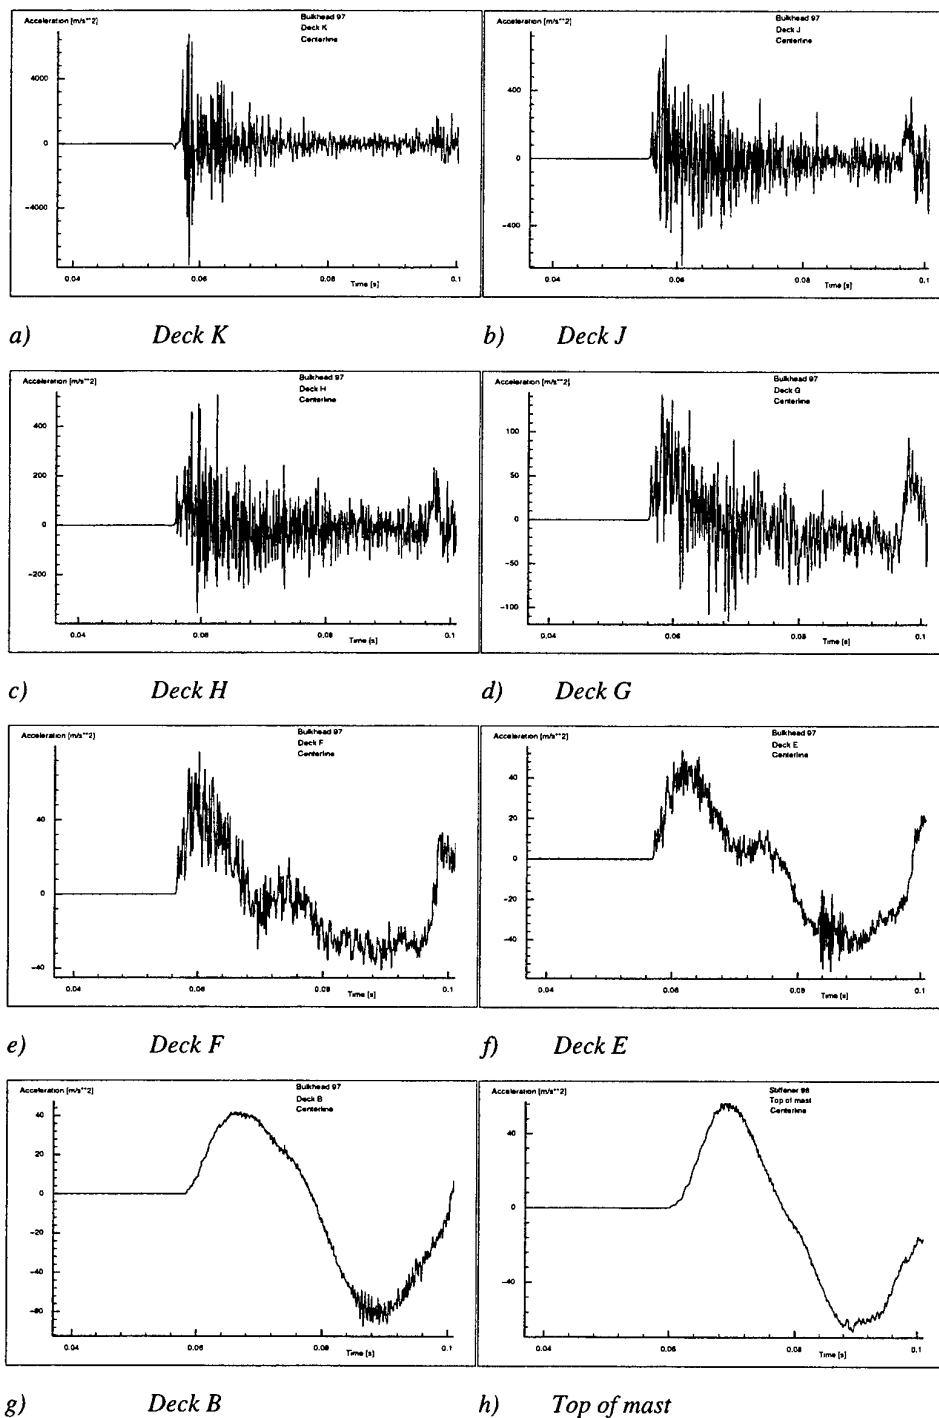 Acceleration [m/s**2]
Bulkhead 97
Deck K
Centerline
4000
0
−4000
0.04
0.06
0.08
0.1
Time [s]
a) Deck K
Acceleration [m/s**2]
Bulkhead 97
Deck J
Centerline
400
0
−400
0.04
0.06
0.08
0.1
Time [s]
b) Deck J
Acceleration [m/s**2]
Bulkhead 97
Deck H
Centerline
400
200
0
−200
0.04
0.06
0.08
0.1
Time [s]
c) Deck H
Acceleration [m/s**2]
Bulkhead 97
Deck G
Centerline
100
50
0
−50
−100
0.04
0.06
0.08
0.1
Time [s]
d) Deck G
Acceleration [m/s**2]
Bulkhead 97
Deck F
Centerline
40
0
−40
0.04
0.06
0.08
0.1
Time [s]
e) Deck F
Acceleration [m/s**2]
Bulkhead 97
Deck E
Centerline
40
20
0
−20
−40
0.04
0.06
0.08
0.1
Time [s]
f) Deck E
Acceleration [m/s**2]
Bulkhead 97
Deck B
Centerline
40
20
0
−20
−40
−60
0.04
0.06
0.08
0.1
Time [s]
g) Deck B
Acceleration [m/s**2]
Stiffener 98
Top of mast
Centerline
40
0
−40
0.04
0.06
0.08
0.1
Time [s]
h) Top of mast